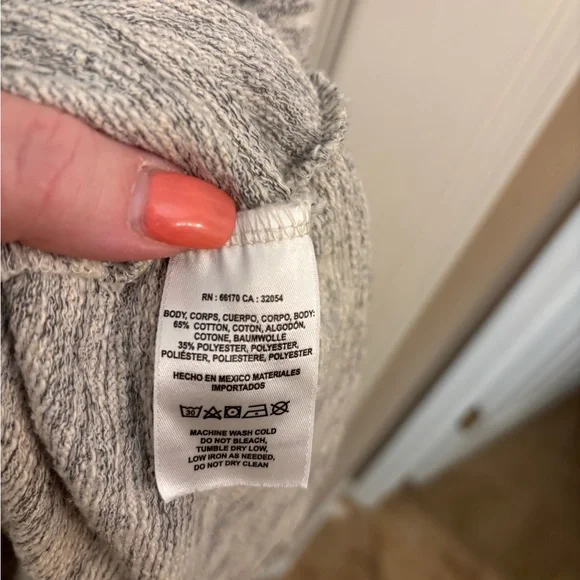 RN : 66170 CA : 32054
BODY, CORPS, CUERPO, CORPO, BODY:
65% COTTON, COTON, ALGODÓN,
COTONE, BAUMWOLLE
35% POLYESTER, POLYESTER,
POLIÉSTER, POLIESTERE, POLYESTER
HECHO EN MEXICO MATERIALES
IMPORTADOS
30
MACHINE WASH COLD
DO NOT BLEACH,
TUMBLE DRY LOW,
LOW IRON AS NEEDED,
DO NOT DRY CLEAN